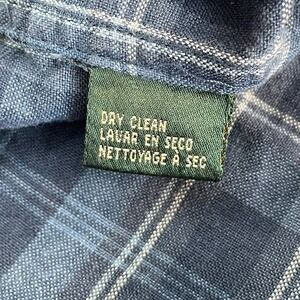 DRY CLEAN
LAVAR EN SECO
NETTOYAGE À SEC